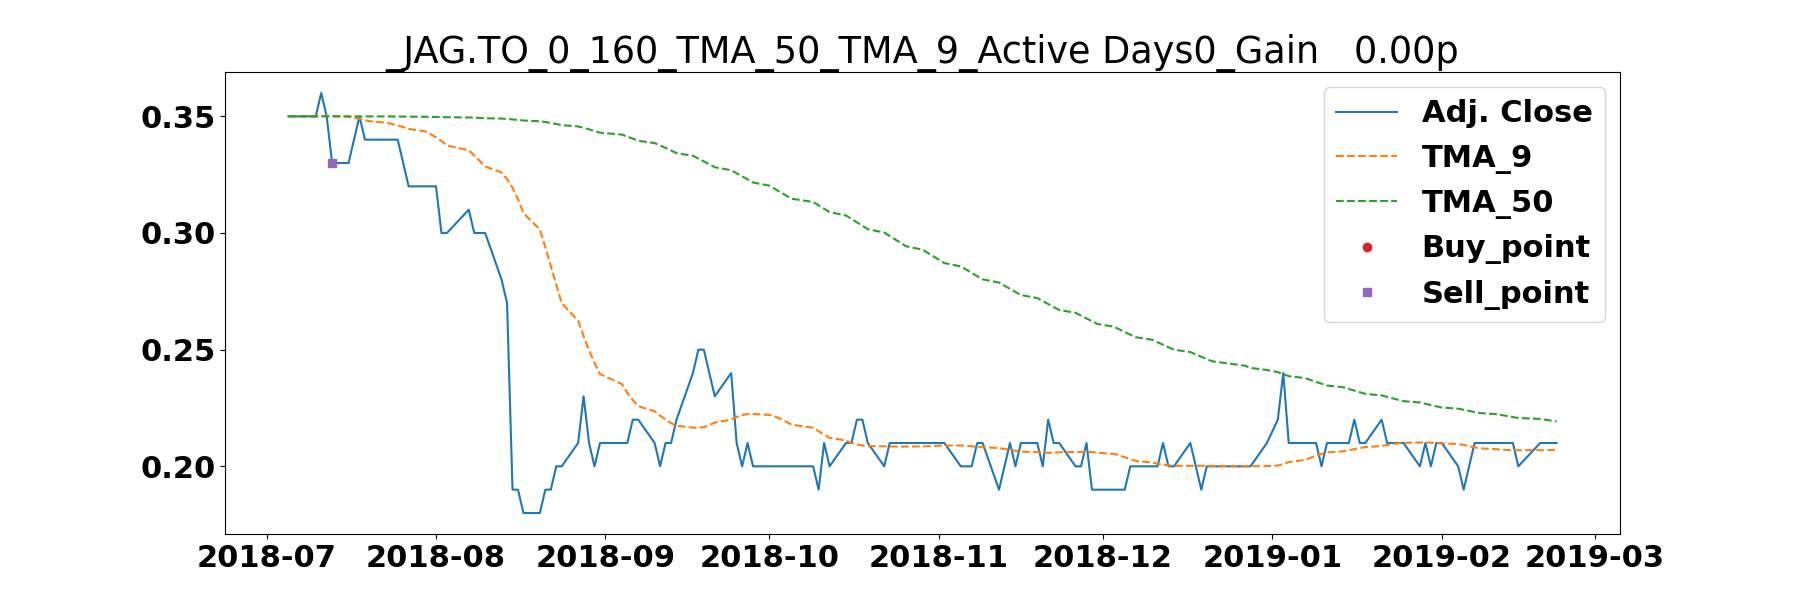 _JAG.TO_0_160_TMA_50_TMA_9_Active Days0_Gain   0.00p
0.35
0.30
0.25
0.20
Adj. Close
TMA_9
TMA_50
Buy_point
Sell_point
2018-07 2018-08 2018-09 2018-10 2018-11 2018-12 2019-01 2019-02 2019-03